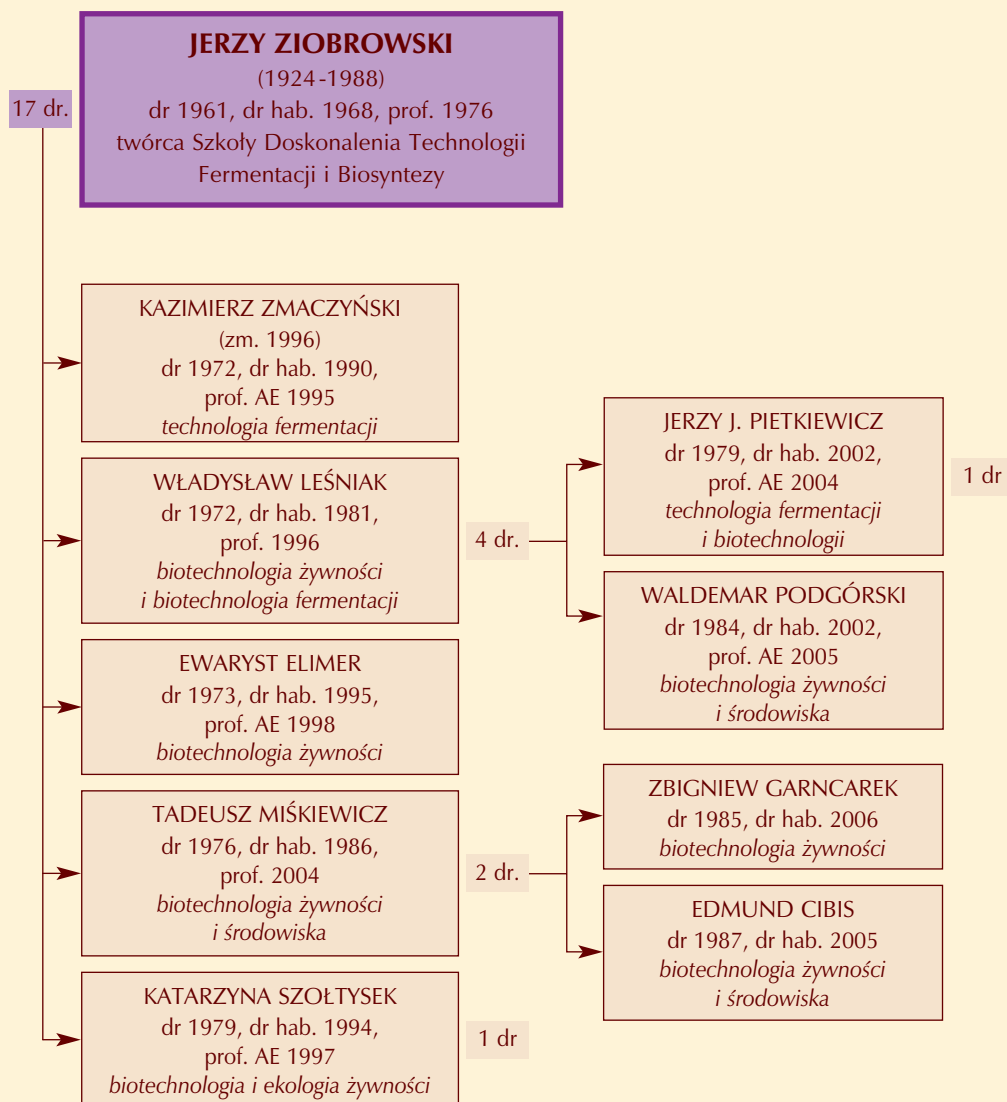 JERZY ZIOBROWSKI
(1924-1988)
dr 1961, dr hab. 1968, prof. 1976
twórca Szkoły Doskonalenia Technologii
Fermentacji i Biosyntezy
17 dr.
KAZIMIERZ ZMACZYŃSKI
(zm. 1996)
dr 1972, dr hab. 1990,
prof. AE 1995
technologia fermentacji
WŁADYSŁAW LEŚNIAK
dr 1972, dr hab. 1981,
prof. 1996
biotechnologia żywności
i biotechnologia fermentacji
4 dr.
JERZY J. PIETKIEWICZ
dr 1979, dr hab. 2002,
prof. AE 2004
technologia fermentacji
i biotechnologii
1 dr
WALDEMAR PODGÓRSKI
dr 1984, dr hab. 2002,
prof. AE 2005
biotechnologia żywności
i środowiska
EWARYST ELIMER
dr 1973, dr hab. 1995,
prof. AE 1998
biotechnologia żywności
TADEUSZ MIŚKIEWICZ
dr 1976, dr hab. 1986,
prof. 2004
biotechnologia żywności
i środowiska
2 dr.
ZBIGNIEW GARNCAREK
dr 1985, dr hab. 2006
biotechnologia żywności
EDMUND CIBIS
dr 1987, dr hab. 2005
biotechnologia żywności
i środowiska
KATARZYNA SZOŁTYSEK
dr 1979, dr hab. 1994,
prof. AE 1997
biotechnologia i ekologia żywności
1 dr